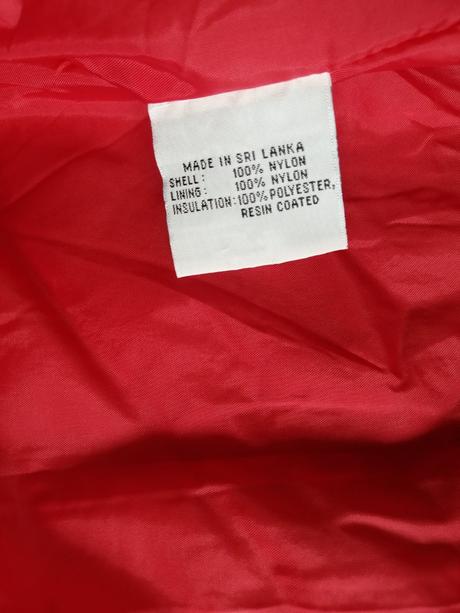 MADE IN SRI LANKA
SHELL: 100% NYLON
LINING: 100% NYLON
INSULATION: 100% POLYESTER,
RESIN COATED